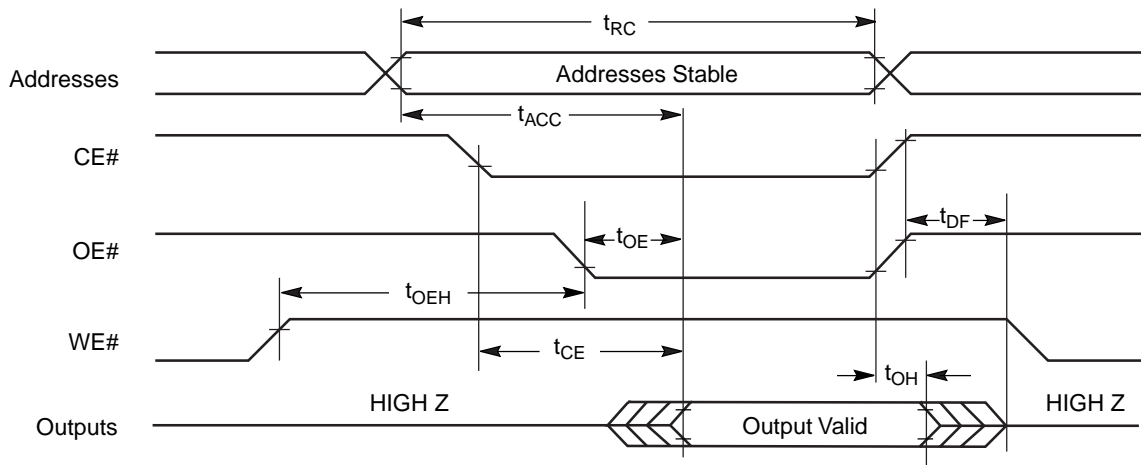 tRC
Addresses
Addresses Stable
tACC
CE#
tDF
OE#
tOE
tOEH
WE#
tCE
tOH
HIGH Z
HIGH Z
Outputs
Output Valid